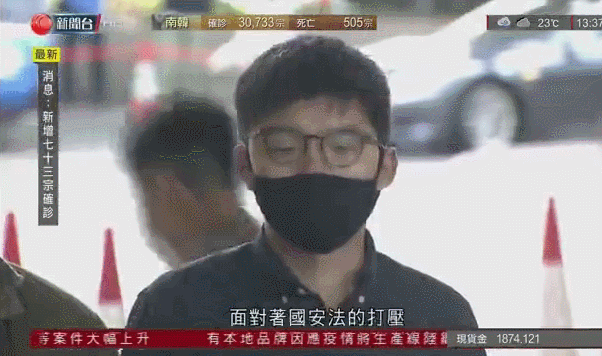 新聞台
南韓 確診 30,733宗 死亡 505宗
23℃
13:37
最新
消息：新增七十三宗確診
面對著國安法的打壓
等案件大幅上升 有本地品牌因應疫情將生產線陸續
現貨金 1874.121